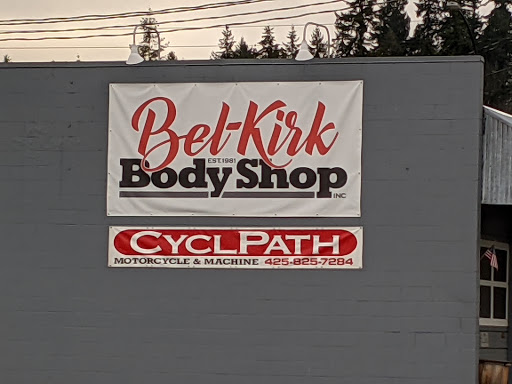 Bel-Kirk
EST.1981
Body Shop
INC
CYCLPATH
MOTORCYCLE & MACHINE 425-825-7284